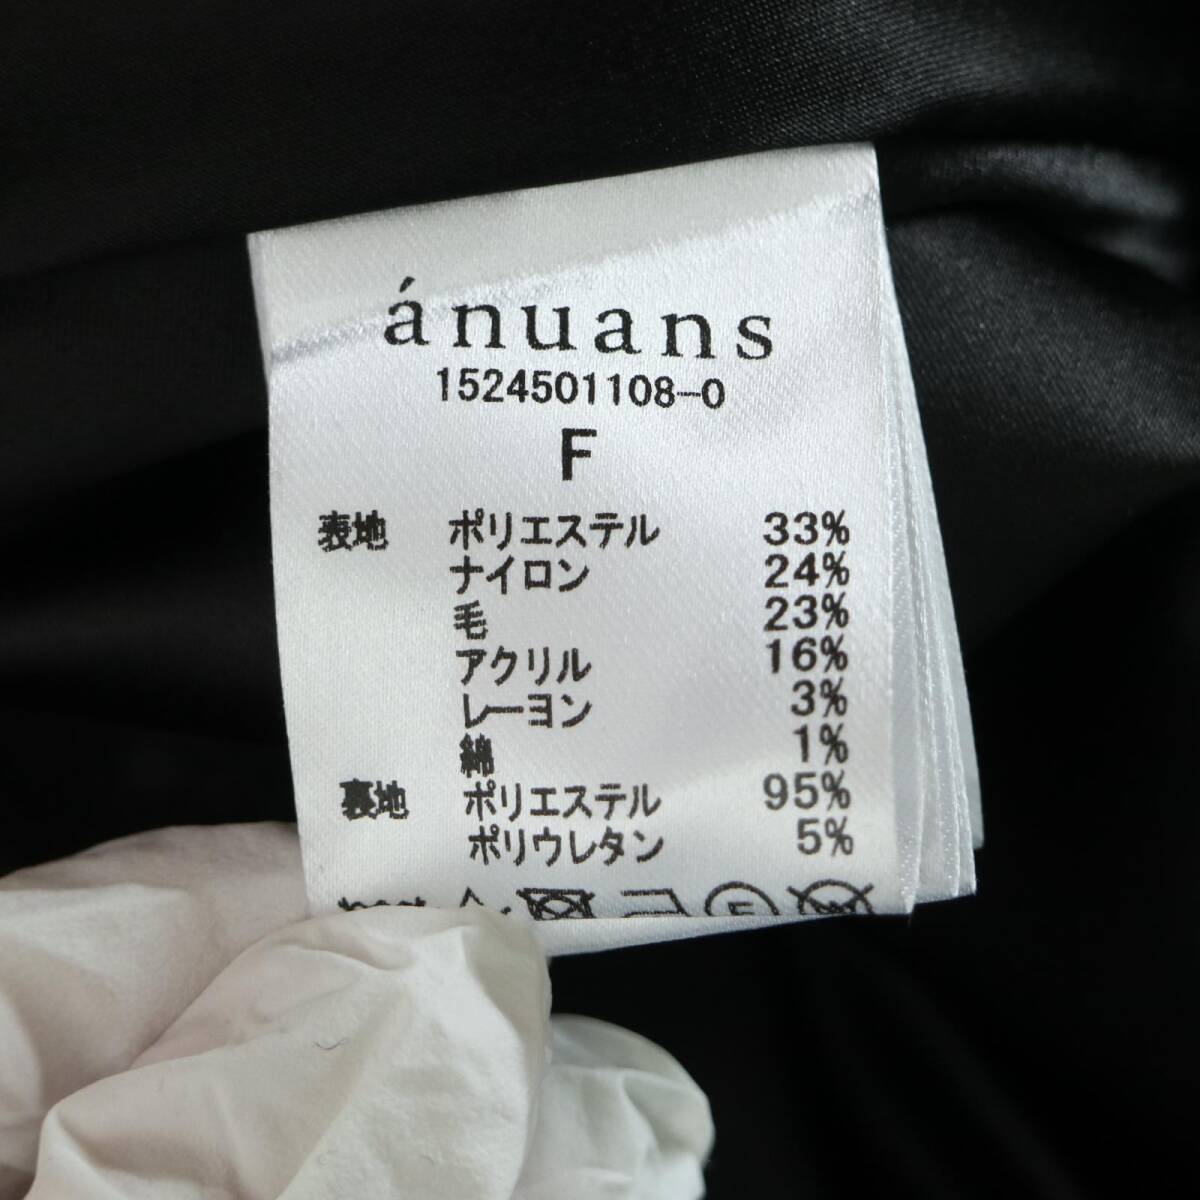 ánuans
1524501108-0
F
表地 ポリエステル 33%
ナイロン 24%
毛 23%
アクリル 16%
レーヨン 3%
綿 1%
裏地 ポリエステル 95%
ポリウレタン 5%